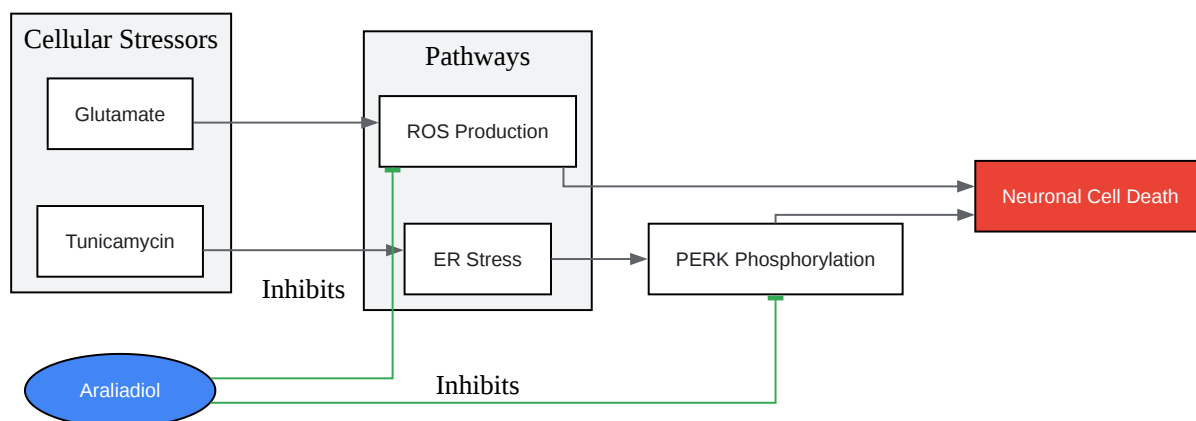 Cellular Stressors
Glutamate
Tunicamycin
Pathways
ROS Production
ER Stress
PERK Phosphorylation
Neuronal Cell Death
Inhibits
Araliadiol
Inhibits